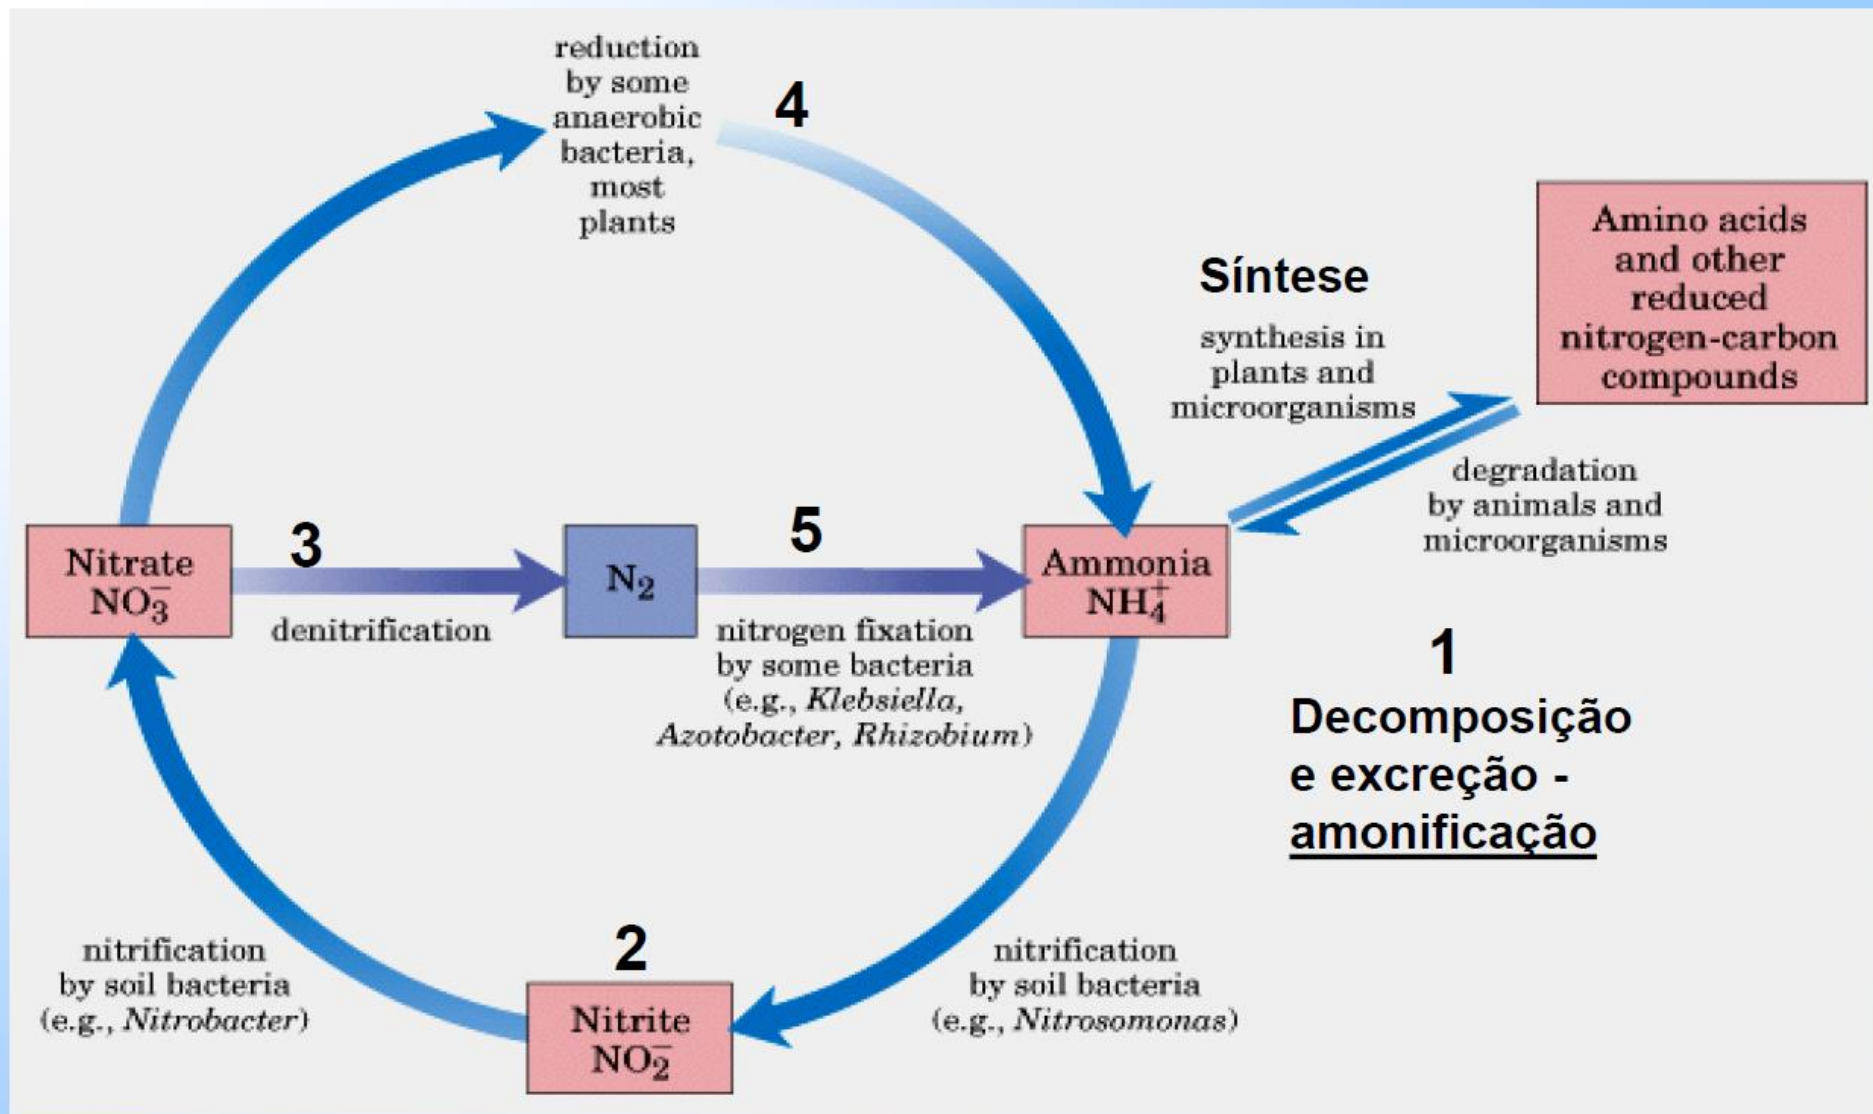 reduction
by some
anaerobic
bacteria,
most
plants
4
Síntese
synthesis in
plants and
microorganisms
Amino acids
and other
reduced
nitrogen-carbon
compounds
degradation
by animals and
microorganisms
Nitrate
NO₃⁻
3
denitrification
N₂
5
nitrogen fixation
by some bacteria
(e.g., Klebsiella,
Azotobacter, Rhizobium)
Ammonia
NH₄⁺
1
Decomposição
e excreção -
amonificação
nitrification
by soil bacteria
(e.g., Nitrobacter)
2
Nitrite
NO₂⁻
nitrification
by soil bacteria
(e.g., Nitrosomonas)